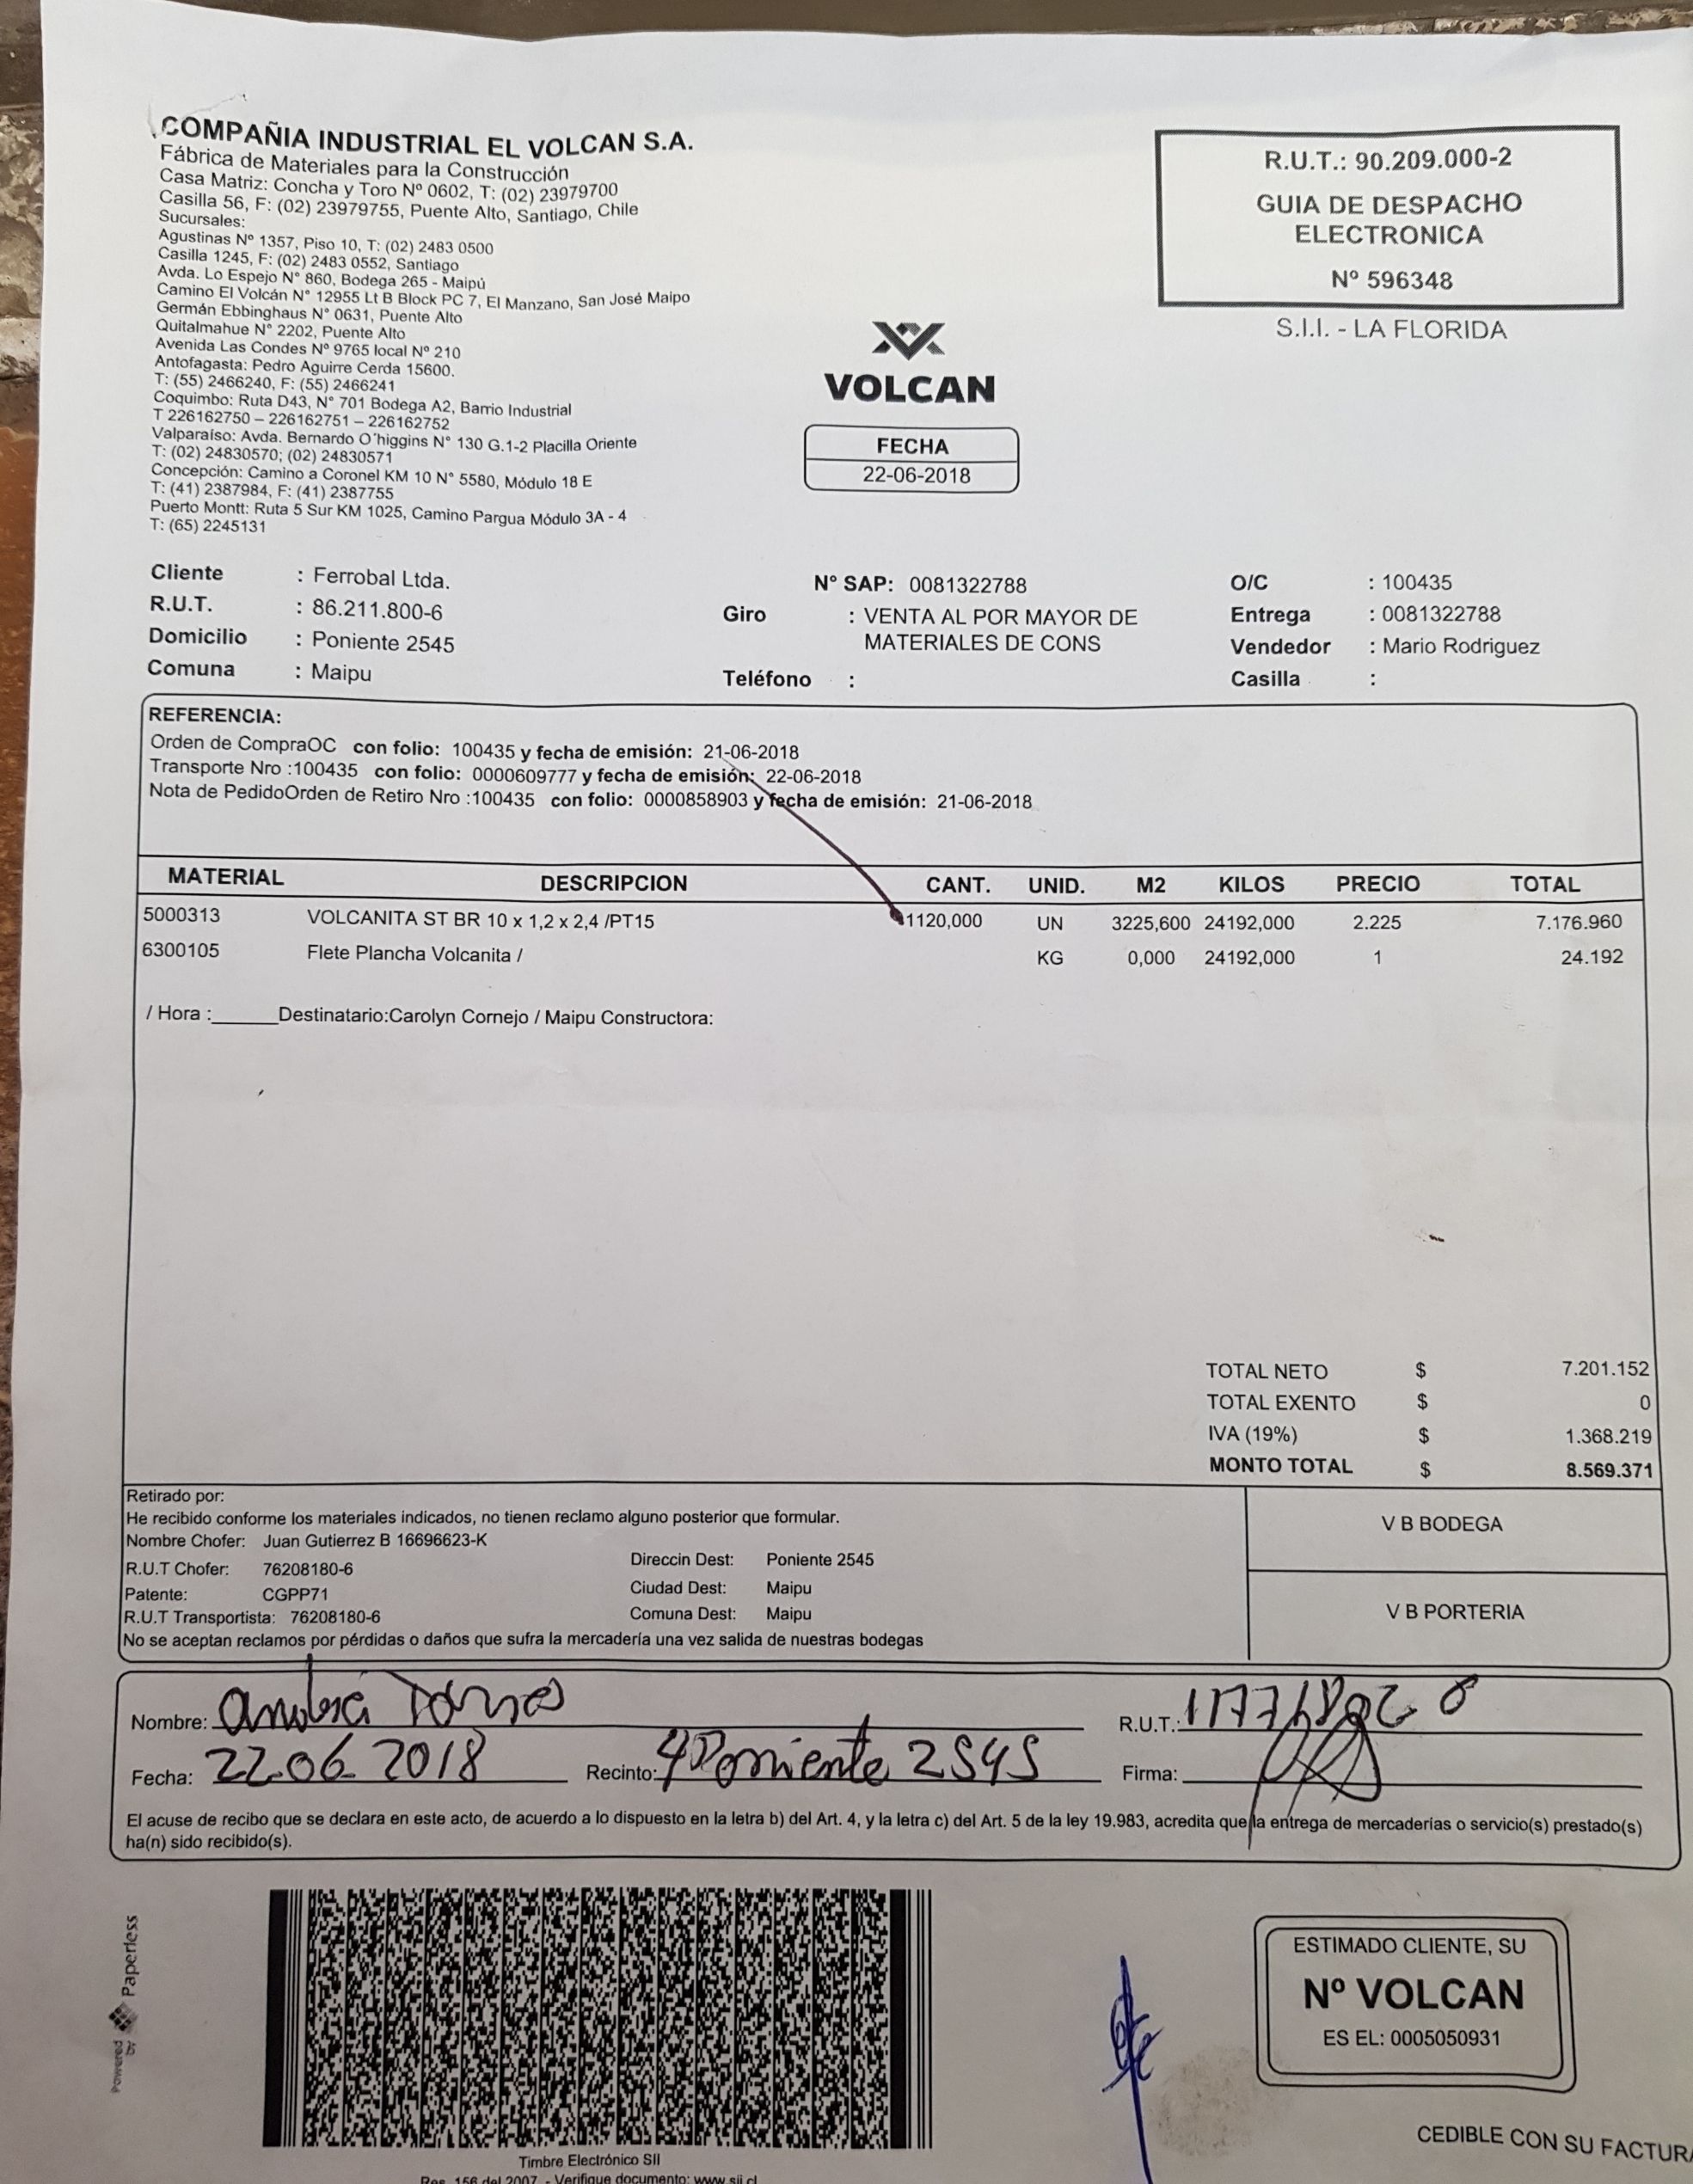 COMPAÑIA INDUSTRIAL EL VOLCAN S.A.
Fábrica de Materiales para la Construcción
Casa Matriz: Concha y Toro Nº 0602, T: (02) 23979700
Casilla 56, F: (02) 23979755, Puente Alto, Santiago, Chile
Sucursales:
Agustinas Nº 1357, Piso 10, T: (02) 2483 0500
Casilla 1245, F: (02) 2483 0552, Santiago
Avda. Lo Espejo N° 860, Bodega 265 - Maipú
Camino El Volcán N° 12955 Lt B Block PC 7, El Manzano, San José Maipo
Germán Ebbinghaus N° 0631, Puente Alto
Quitalmahue N° 2202, Puente Alto
Avenida Las Condes Nº 9765 local Nº 210
Antofagasta: Pedro Aguirre Cerda 15600.
T: (55) 2466240, F: (55) 2466241
Coquimbo: Ruta D43, N° 701 Bodega A2, Barrio Industrial
T 226162750 – 226162751 – 226162752
Valparaíso: Avda. Bernardo O´higgins N° 130 G.1-2 Placilla Oriente
T: (02) 24830570; (02) 24830571
Concepción: Camino a Coronel KM 10 N° 5580, Módulo 18 E
T: (41) 2387984, F: (41) 2387755
Puerto Montt: Ruta 5 Sur KM 1025, Camino Pargua Módulo 3A - 4
T: (65) 2245131
R.U.T.: 90.209.000-2
GUIA DE DESPACHO
ELECTRONICA
Nº 596348
S.I.I. - LA FLORIDA
VOLCAN
FECHA
22-06-2018
Cliente : Ferrobal Ltda. N° SAP: 0081322788 O/C : 100435
R.U.T. : 86.211.800-6 Giro : VENTA AL POR MAYOR DE Entrega : 0081322788
Domicilio : Poniente 2545 MATERIALES DE CONS Vendedor : Mario Rodriguez
Comuna : Maipu Teléfono : Casilla :
REFERENCIA:
Orden de CompraOC con folio: 100435 y fecha de emisión: 21-06-2018
Transporte Nro :100435 con folio: 0000609777 y fecha de emisión: 22-06-2018
Nota de PedidoOrden de Retiro Nro :100435 con folio: 0000858903 y fecha de emisión: 21-06-2018
MATERIAL DESCRIPCION CANT. UNID. M2 KILOS PRECIO TOTAL
5000313 VOLCANITA ST BR 10 x 1,2 x 2,4 /PT15 1120,000 UN 3225,600 24192,000 2.225 7.176.960
6300105 Flete Plancha Volcanita / KG 0,000 24192,000 1 24.192
/ Hora :______Destinatario:Carolyn Cornejo / Maipu Constructora:
TOTAL NETO $ 7.201.152
TOTAL EXENTO $ 0
IVA (19%) $ 1.368.219
MONTO TOTAL $ 8.569.371
Retirado por:
He recibido conforme los materiales indicados, no tienen reclamo alguno posterior que formular.
Nombre Chofer: Juan Gutierrez B 16696623-K
R.U.T Chofer: 76208180-6 Direccin Dest: Poniente 2545
Patente: CGPP71 Ciudad Dest: Maipu
R.U.T Transportista: 76208180-6 Comuna Dest: Maipu
No se aceptan reclamos por pérdidas o daños que sufra la mercadería una vez salida de nuestras bodegas
V B BODEGA
V B PORTERIA
Nombre: R.U.T.:
Fecha: 22-06-2018 Recinto: 4 Poniente 2545 Firma:
El acuse de recibo que se declara en este acto, de acuerdo a lo dispuesto en la letra b) del Art. 4, y la letra c) del Art. 5 de la ley 19.983, acredita que la entrega de mercaderías o servicio(s) prestado(s)
ha(n) sido recibido(s).
Powered by Paperless
Timbre Electrónico SII
Res. 156 del 2007 - Verifique documento: www.sii.cl
ESTIMADO CLIENTE, SU
Nº VOLCAN
ES EL: 0005050931
CEDIBLE CON SU FACTURA